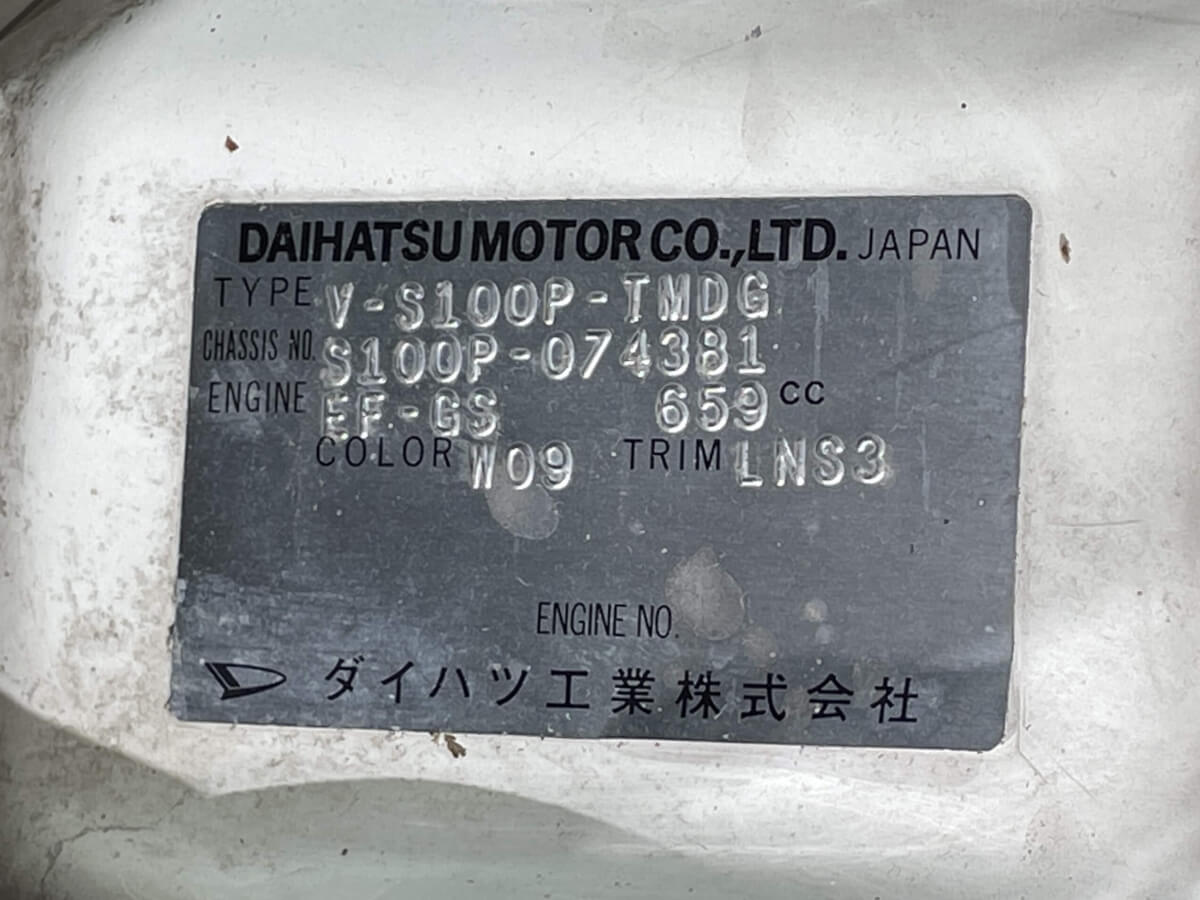 DAIHATSU MOTOR CO.,LTD. JAPAN
TYPE V-S100P-TMDG
CHASSIS NO. S100P-074381
ENGINE EF-GS 659 CC
COLOR W09 TRIM LNS3
ENGINE NO.
ダイハツ工業株式会社